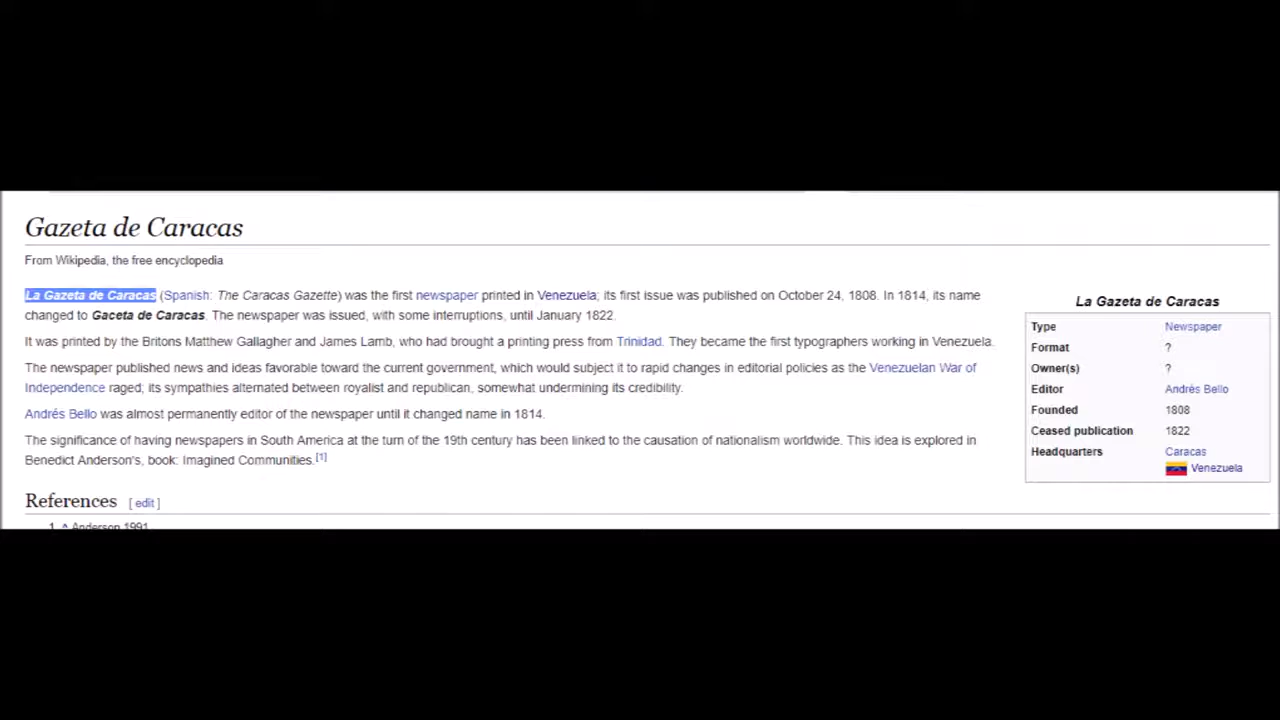 Gazeta de Caracas
From Wikipedia, the free encyclopedia
La Gazeta de Caracas (Spanish: The Caracas Gazette) was the first newspaper printed in Venezuela; its first issue was published on October 24, 1808. In 1814, its name
changed to Gaceta de Caracas. The newspaper was issued, with some interruptions, until January 1822.
It was printed by the Britons Matthew Gallagher and James Lamb, who had brought a printing press from Trinidad. They became the first typographers working in Venezuela.
The newspaper published news and ideas favorable toward the current government, which would subject it to rapid changes in editorial policies as the Venezuelan War of
Independence raged; its sympathies alternated between royalist and republican, somewhat undermining its credibility.
Andrés Bello was almost permanently editor of the newspaper until it changed name in 1814.
The significance of having newspapers in South America at the turn of the 19th century has been linked to the causation of nationalism worldwide. This idea is explored in
Benedict Anderson's, book: Imagined Communities.[1]
La Gazeta de Caracas
Type Newspaper
Format ?
Owner(s) ?
Editor Andrés Bello
Founded 1808
Ceased publication 1822
Headquarters Caracas
Venezuela
References [ edit ]
1. ^ Anderson 1991